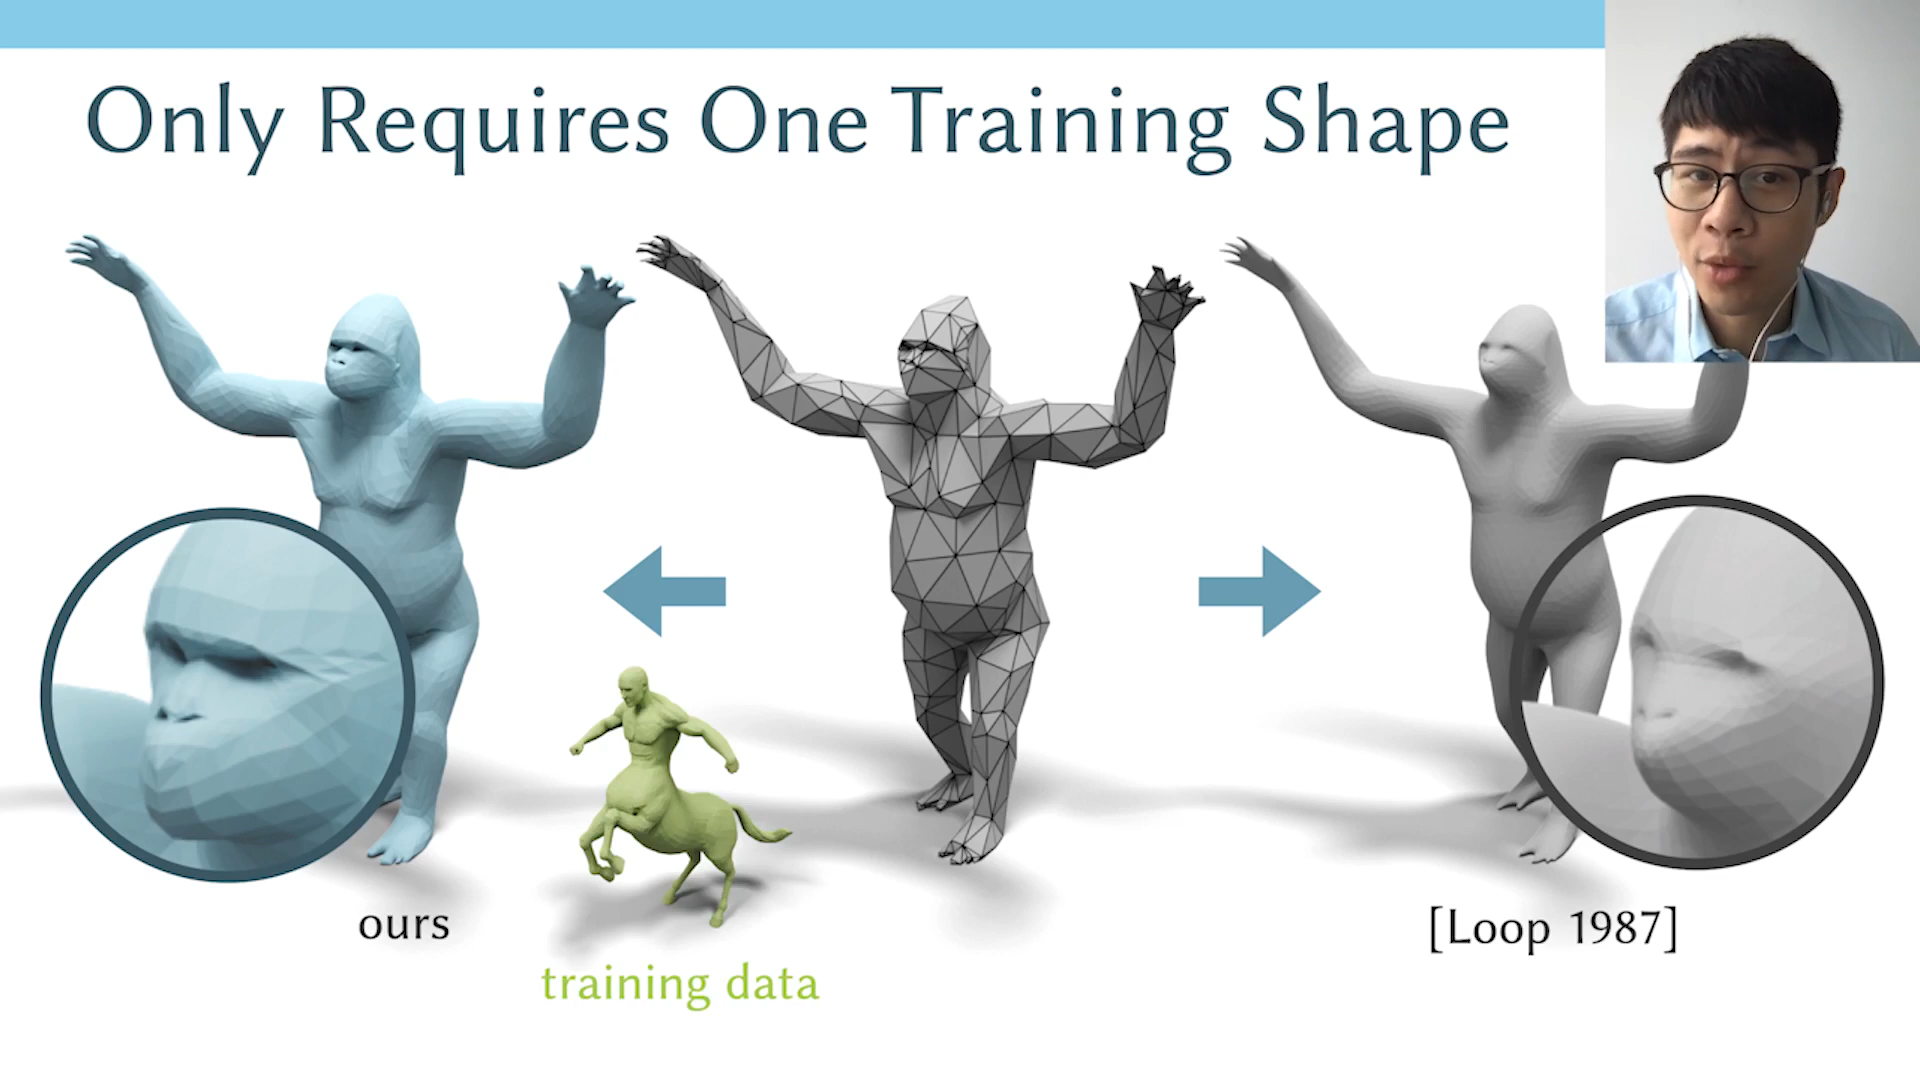 Only Requires One Training Shape
ours
[Loop 1987]
training data